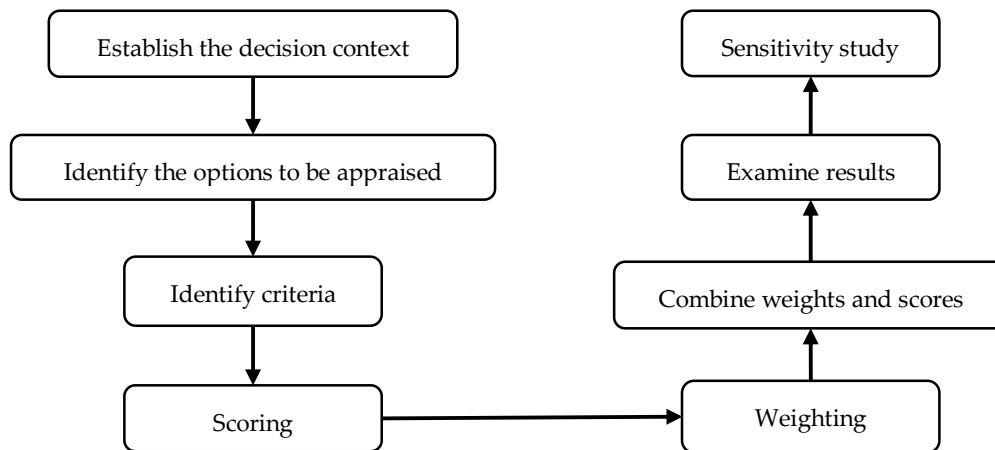 Establish the decision context
Identify the options to be appraised
Identify criteria
Scoring
Weighting
Combine weights and scores
Examine results
Sensitivity study